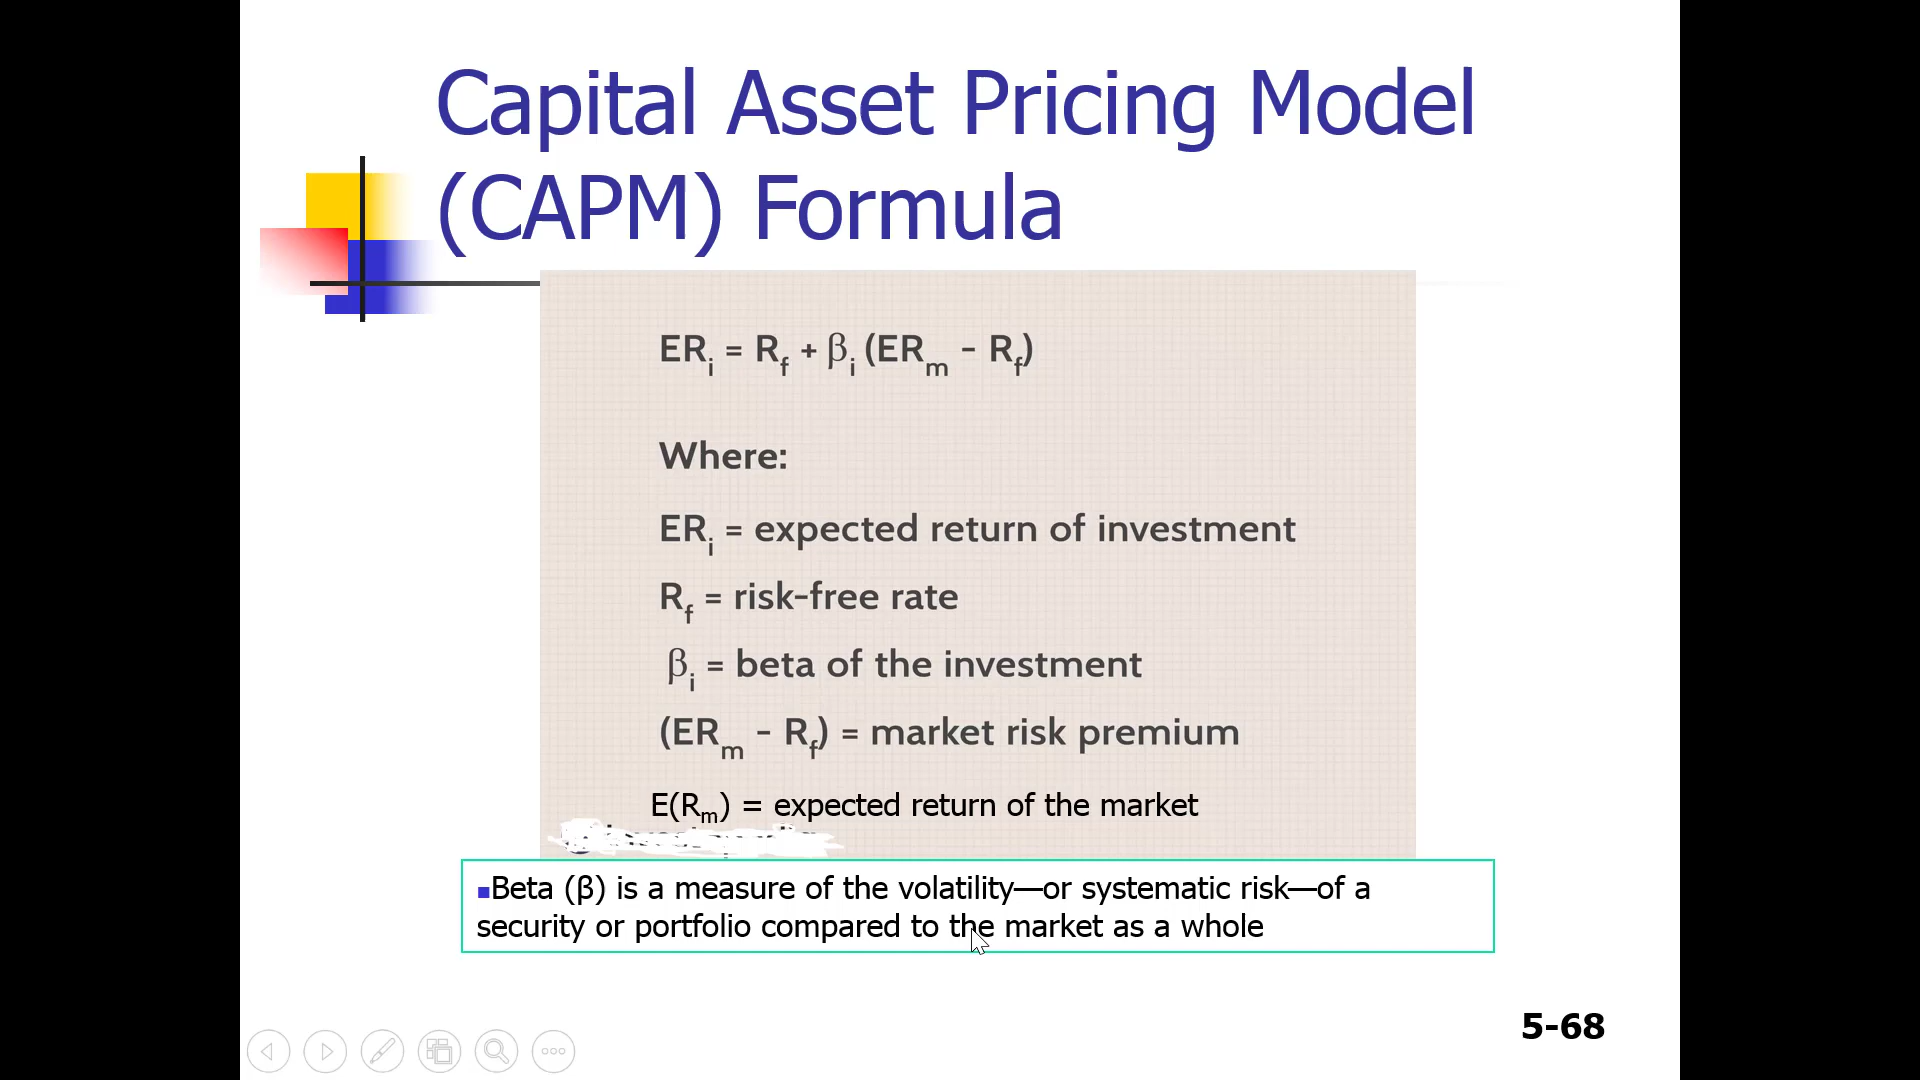 Capital Asset Pricing Model
(CAPM) Formula
ERi = Rf + βi (ERm - Rf)
Where:
ERi = expected return of investment
Rf = risk-free rate
βi = beta of the investment
(ERm - Rf) = market risk premium
E(Rm) = expected return of the market
▪Beta (β) is a measure of the volatility—or systematic risk—of a
security or portfolio compared to the market as a whole
5-68